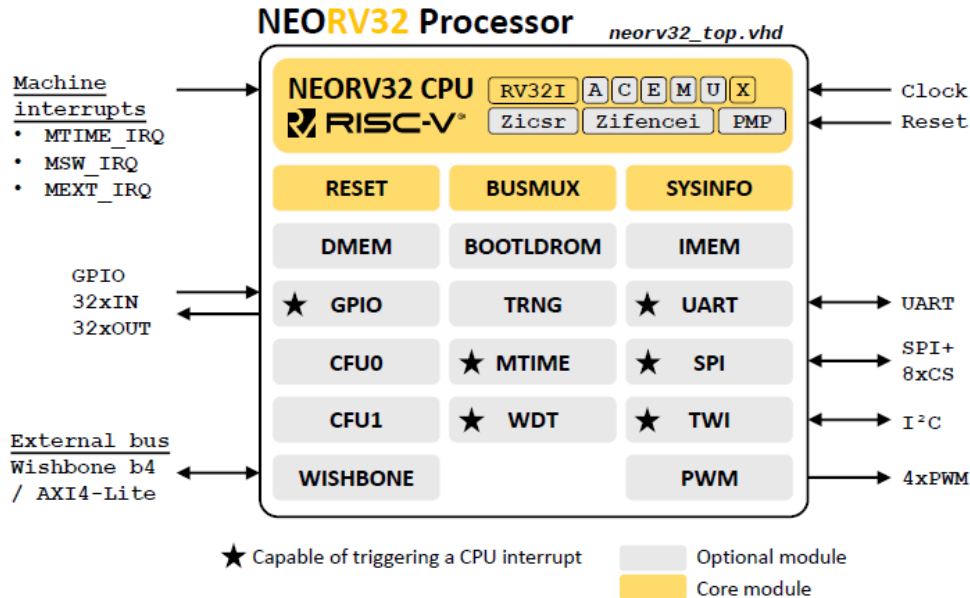 NEORV32 Processor
neorv32_top.vhd
Machine
interrupts
• MTIME_IRQ
• MSW_IRQ
• MEXT_IRQ
NEORV32 CPU
RV32I A C E M U X
RISC-V®
Zicsr Zifencei PMP
Clock
Reset
RESET BUSMUX SYSINFO
DMEM BOOTLDROM IMEM
GPIO
32xIN
32xOUT
★ GPIO TRNG ★ UART
UART
CFU0 ★ MTIME ★ SPI
SPI+
8xCS
CFU1 ★ WDT ★ TWI
I²C
External bus
Wishbone b4
/ AXI4-Lite
WISHBONE PWM
4xPWM
★ Capable of triggering a CPU interrupt
Optional module
Core module